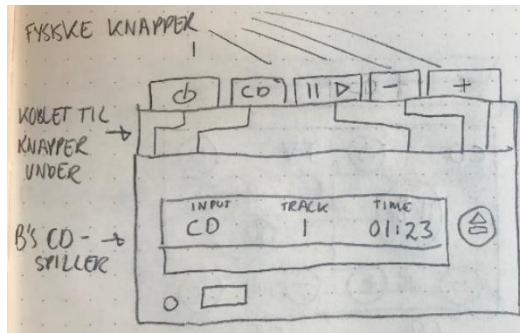 FYSISKE KNAPPER
CD
- +
KOBLET TIL
KNAPPER
UNDER
INPUT TRACK TIME
CD 1 01:23
B'S CD-
SPILLER